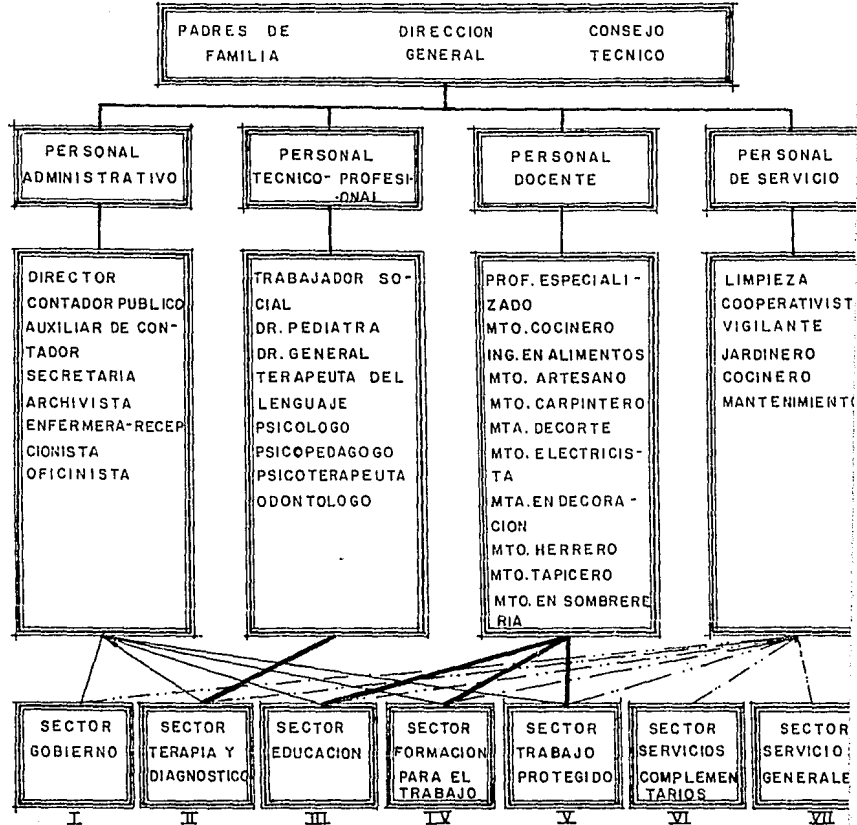 PADRES DE
FAMILIA
DIRECCION
GENERAL
CONSEJO
TECNICO
PERSONAL
ADMINISTRATIVO
PERSONAL
TECNICO-PROFESI-
ONAL
PERSONAL
DOCENTE
PERSONAL
DE SERVICIO
DIRECTOR
CONTADOR PUBLICO
AUXILIAR DE CON-
TADOR
SECRETARIA
ARCHIVISTA
ENFERMERA-RECEP
CIONISTA
OFICINISTA
TRABAJADOR SO-
CIAL
DR. PEDIATRA
DR. GENERAL
TERAPEUTA DEL
LENGUAJE
PSICOLOGO
PSICOPEDAGOGO
PSICOTERAPEUTA
ODONTOLOGO
PROF. ESPECIALI-
ZADO
MTO. COCINERO
ING. EN ALIMENTOS
MTO. ARTESANO
MTO. CARPINTERO
MTA. DECORTE
MTO. ELECTRICIS-
TA
MTA. EN DECORA-
CION
MTO. HERRERO
MTO. TAPICERO
MTO. EN SOMBRERE
RIA
LIMPIEZA
COOPERATIVIST
VIGILANTE
JARDINERO
COCINERO
MANTENIMIENTO
SECTOR
GOBIERNO
I
SECTOR
TERAPIA Y
DIAGNOSTICO
II
SECTOR
EDUCACION
III
SECTOR
FORMACION
PARA EL
TRABAJO
IV
SECTOR
TRABAJO
PROTEGIDO
V
SECTOR
SERVICIOS
COMPLEMEN
TARIOS
VI
SECTOR
SERVICIO
GENERALE
VII